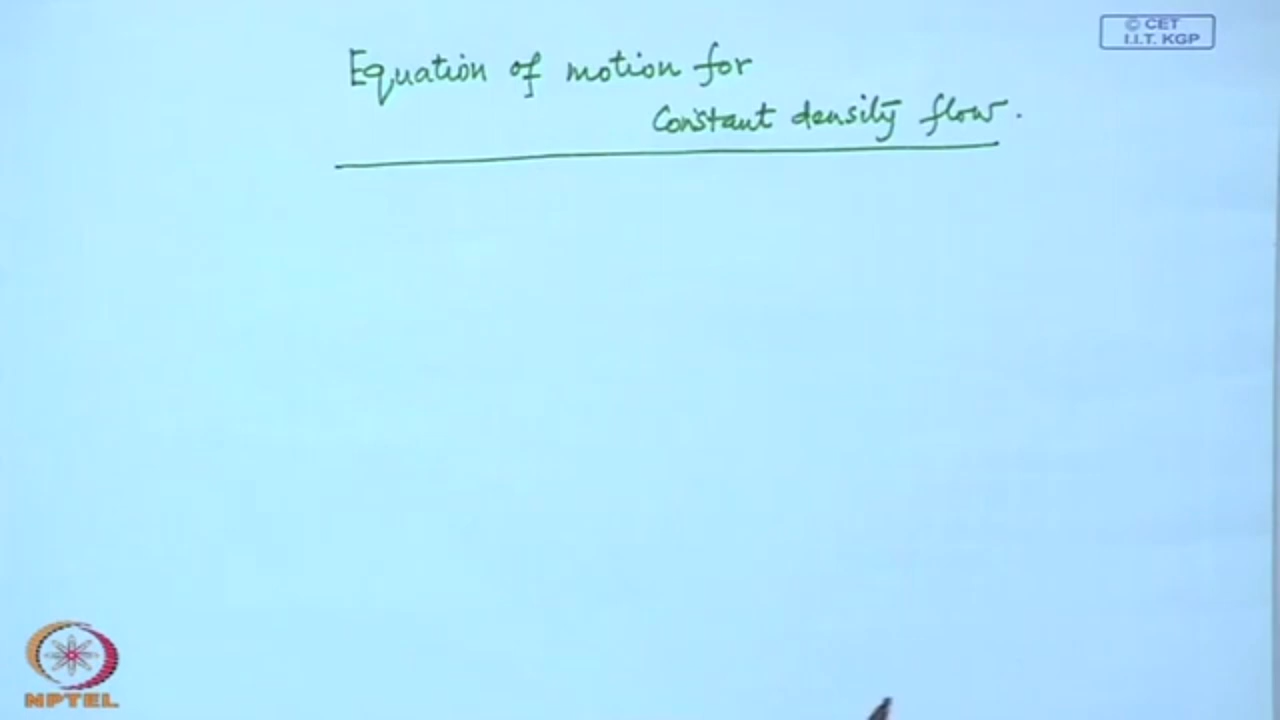 © CET
I.I.T. KGP
Equation of motion for
Constant density flow.
NPTEL